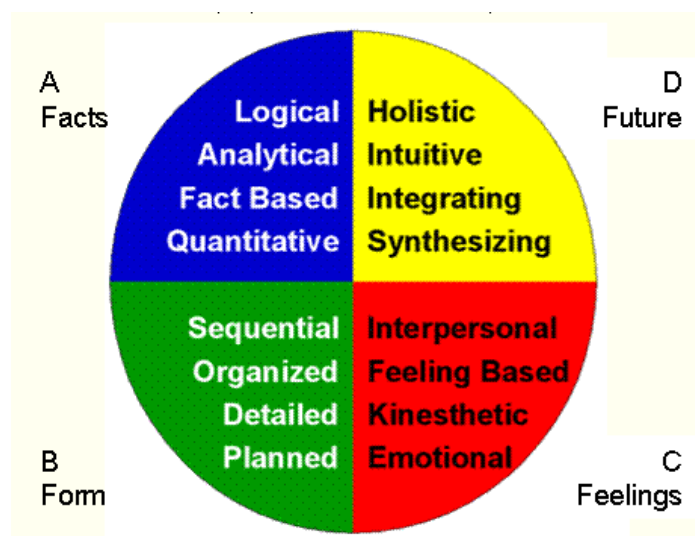 A
Facts
Logical
Analytical
Fact Based
Quantitative
Holistic
Intuitive
Integrating
Synthesizing
D
Future
B
Form
Sequential
Organized
Detailed
Planned
Interpersonal
Feeling Based
Kinesthetic
Emotional
C
Feelings